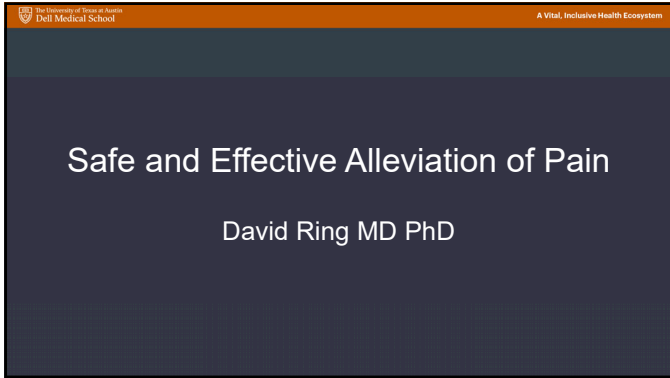 The University of Texas at Austin
Dell Medical School
A Vital, Inclusive Health Ecosystem
Safe and Effective Alleviation of Pain
David Ring MD PhD